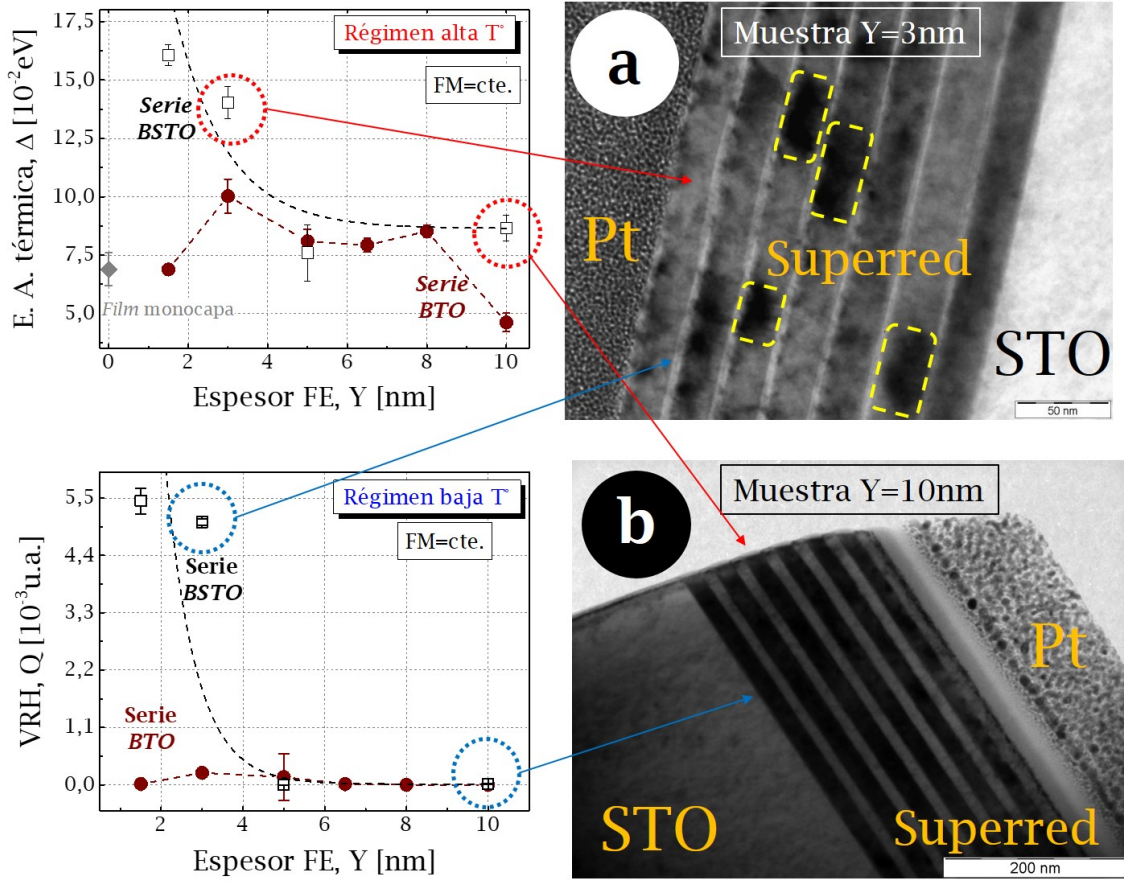 17,5
15,0
12,5
10,0
7,5
5,0
0
2
4
6
8
10
E. A. térmica, Δ [10⁻²eV]
Espesor FE, Y [nm]
Régimen alta T°
FM=cte.
Serie
BSTO
Serie
BTO
Film monocapa
a
Muestra Y=3nm
Pt
Superred
STO
50 nm
5,5
4,4
3,3
2,2
1,1
0,0
2
4
6
8
10
VRH, Q [10⁻³u.a.]
Espesor FE, Y [nm]
Régimen baja T°
FM=cte.
Serie
BSTO
Serie
BTO
b
Muestra Y=10nm
Pt
STO
Superred
200 nm